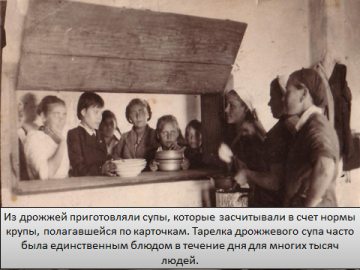 Из дрожжей приготовляли супы, которые засчитывали в счет нормы
крупы, полагавшейся по карточкам. Тарелка дрожжевого супа часто
была единственным блюдом в течение дня для многих тысяч
людей.